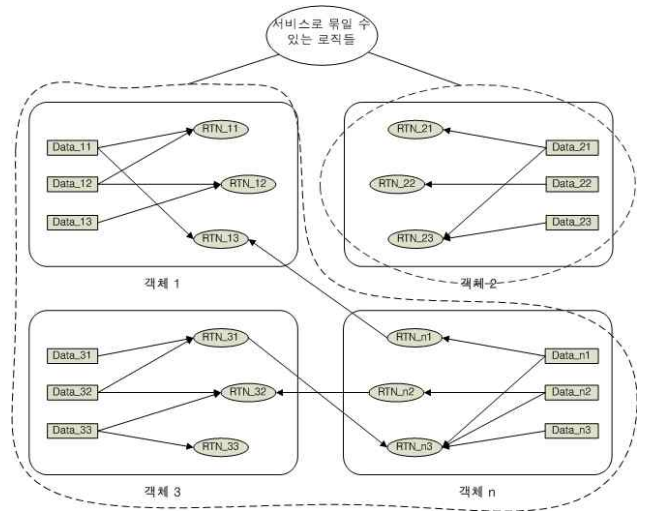 서비스로 묶일 수
있는 로직들
Data_11
Data_12
Data_13
RTN_11
RTN_12
RTN_13
객체 1
RTN_21
RTN_22
RTN_23
Data_21
Data_22
Data_23
객체 2
Data_31
Data_32
Data_33
RTN_31
RTN_32
RTN_33
객체 3
RTN_n1
RTN_n2
RTN_n3
Data_n1
Data_n2
Data_n3
객체 n